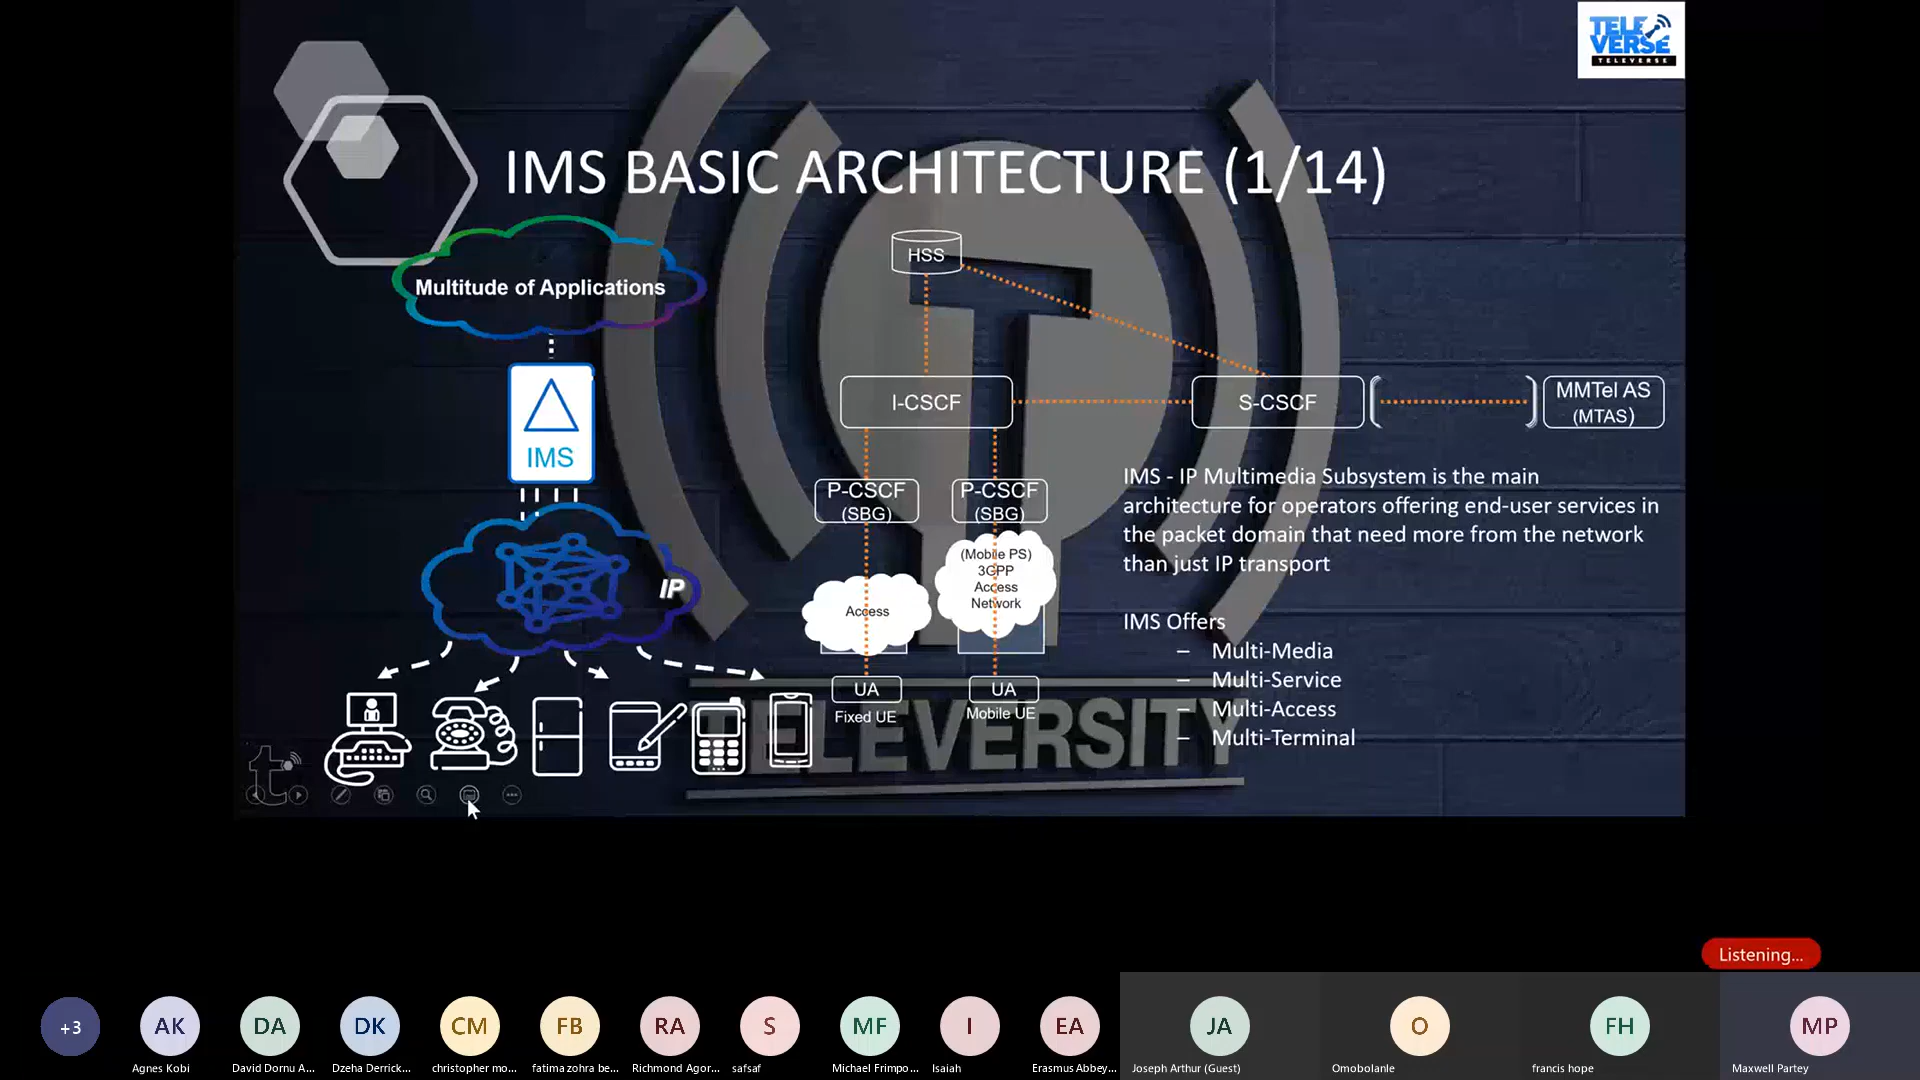 TELE
VERSE
TELEVERSE
IMS BASIC ARCHITECTURE (1/14)
Multitude of Applications
IMS
IP
HSS
I-CSCF
S-CSCF
MMTel AS
(MTAS)
P-CSCF
(SBG)
P-CSCF
(SBG)
Access
(Mobile PS)
3GPP
Access
Network
UA
Fixed UE
UA
Mobile UE
IMS - IP Multimedia Subsystem is the main
architecture for operators offering end-user services in
the packet domain that need more from the network
than just IP transport
IMS Offers
– Multi-Media
– Multi-Service
– Multi-Access
– Multi-Terminal
TELEVERSITY
t
Listening...
+3
AK
DA
DK
CM
FB
RA
S
MF
I
EA
JA
O
FH
MP
Agnes Kobi
David Dornu A...
Dzeha Derrick...
christopher mo...
fatima zohra be...
Richmond Agor...
safsaf
Michael Frimpo...
Isaiah
Erasmus Abbey...
Joseph Arthur (Guest)
Omobolanle
francis hope
Maxwell Partey